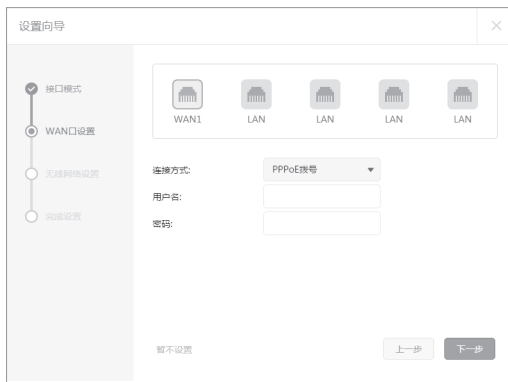 设置向导
接口模式
WAN口设置
无线网络设置
完成设置
WAN1 LAN LAN LAN LAN
连接方式: PPPoE拨号
用户名:
密码:
暂不设置 上一步 下一步